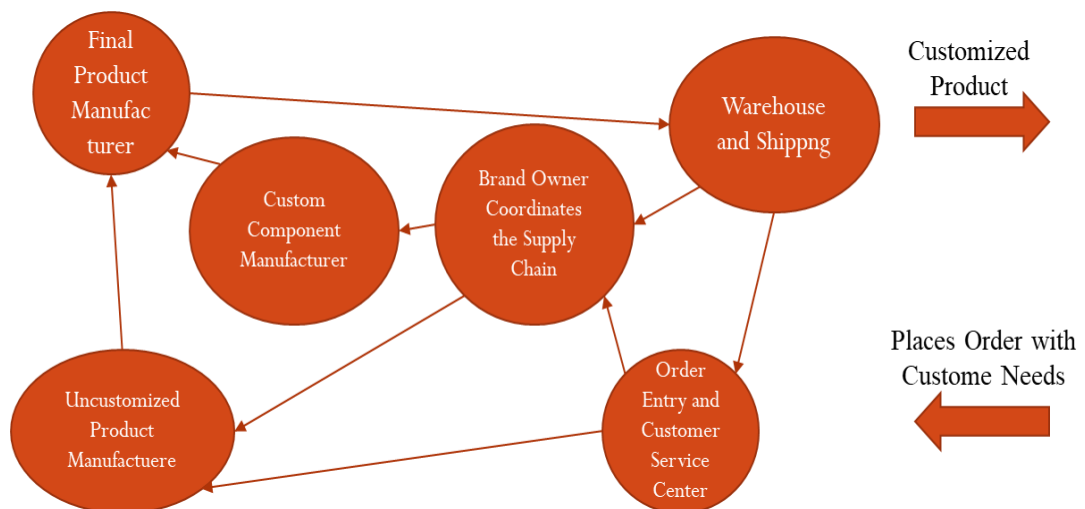 Final
Product
Manufac
turer
Warehouse
and Shippng
Customized
Product
Custom
Component
Manufacturer
Brand Owner
Coordinates
the Supply
Chain
Uncustomized
Product
Manufactuere
Order
Entry and
Customer
Service
Center
Places Order with
Custome Needs